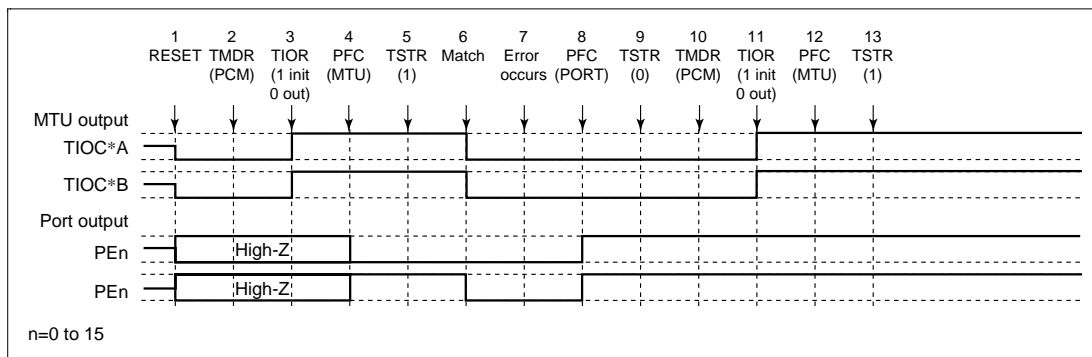 1 2 3 4 5 6 7 8 9 10 11 12 13
RESET TMDR TIOR PFC TSTR Match Error PFC TSTR TMDR TIOR PFC TSTR
(PCM) (1 init (MTU) (1) occurs (PORT) (0) (PCM) (1 init (MTU) (1)
0 out) 0 out)
MTU output
TIOC*A
TIOC*B
Port output
PEn High-Z
PEn High-Z
n=0 to 15